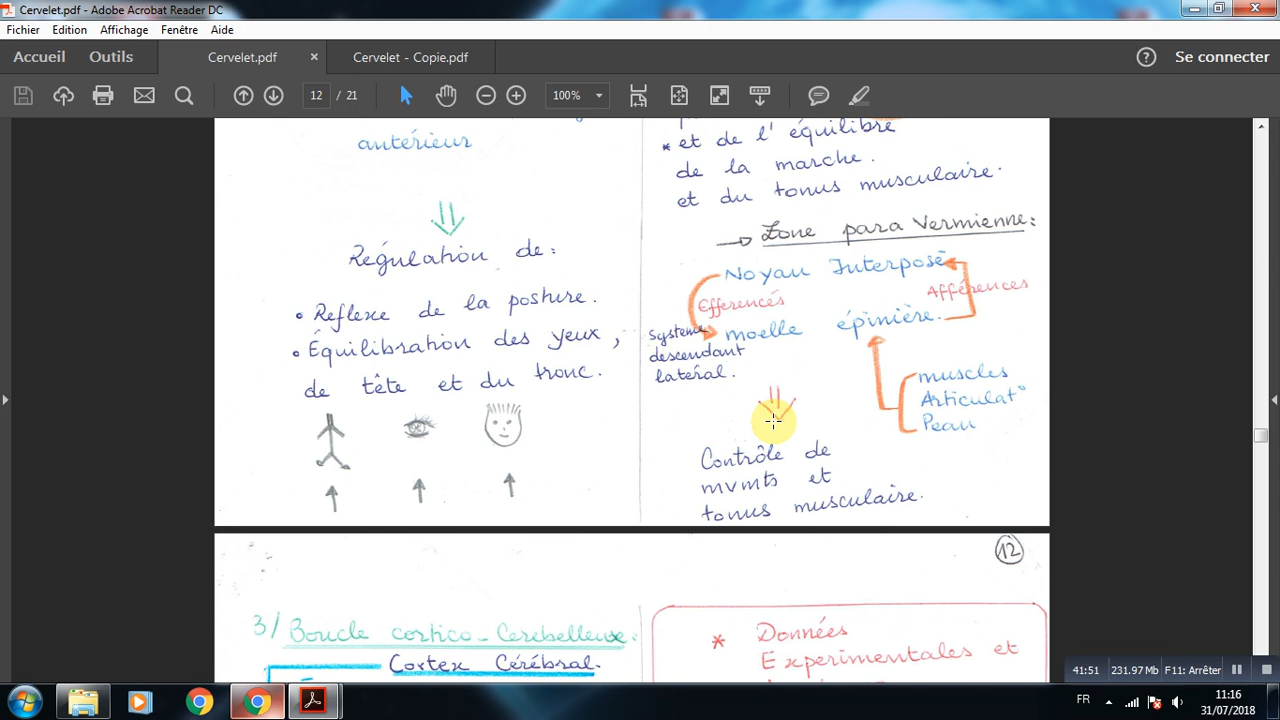 Cervelet.pdf - Adobe Acrobat Reader DC
Fichier Edition Affichage Fenêtre Aide
Accueil Outils Cervelet.pdf × Cervelet - Copie.pdf ? Se connecter
12 / 21 100%
antérieur
Régulation de:
• Reflexe de la posture.
• Équilibration des yeux,
de tête et du tronc.
* et de l'équilibre
de la marche.
et du tonus musculaire.
→ Zone para Vermienne:
Noyau Interposé
Efferencés Afférences
moelle épinière.
Systeme
descendant
latéral.
muscles
Articulat°
Peau
Contrôle de
mvmts et
tonus musculaire.
12
3/ Boucle cortico-Cerebelleuse.
Cortex Cérébral.
* Données
Experimentales et
41:51 231.97 Mb F11: Arrêter
FR 11:16
31/07/2018